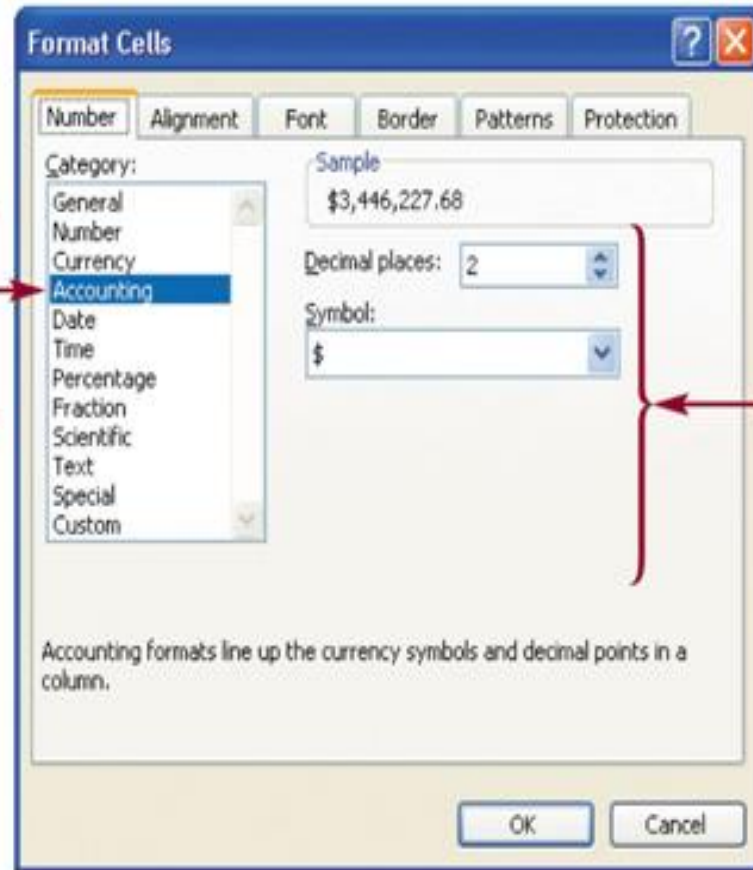 Format Cells
?
X
Number
Alignment
Font
Border
Patterns
Protection
Category:
General
Number
Currency
Accounting
Date
Time
Percentage
Fraction
Scientific
Text
Special
Custom
Sample
$3,446,227.68
Decimal places: 2
Symbol:
$
Accounting formats line up the currency symbols and decimal points in a
column.
OK
Cancel